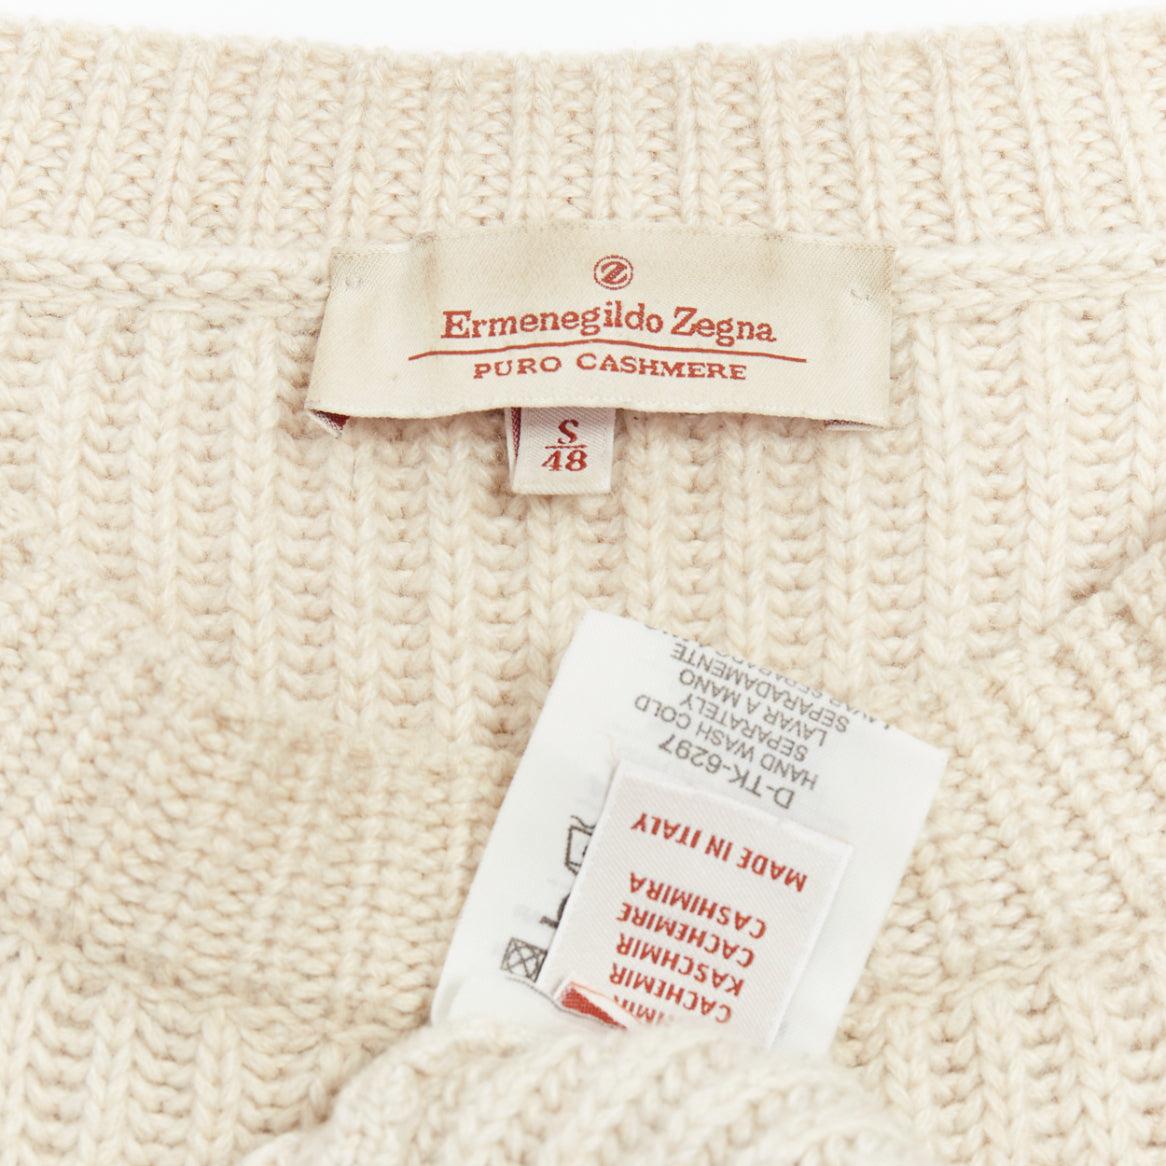 Z
Ermenegildo Zegna
PURO CASHMERE
S
48
D-TK-6297
HAND WASH COLD
SEPARATELY
LAVAR A MANO
SEPARADAMENTE
MADE IN ITALY
CASHIMIRA
CACHEMIRE
KASCHMIR
CACHEMIR